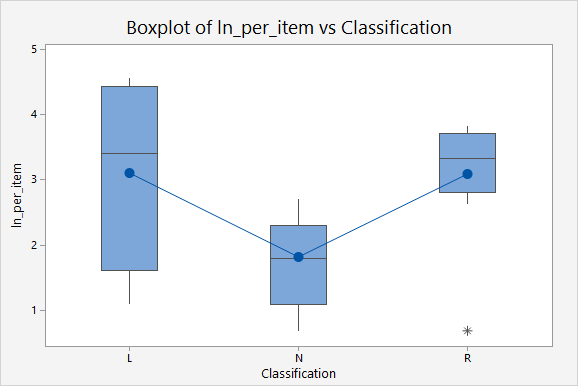 Boxplot of ln_per_item vs Classification
5
4
3
2
1
ln_per_item
L N R
Classification